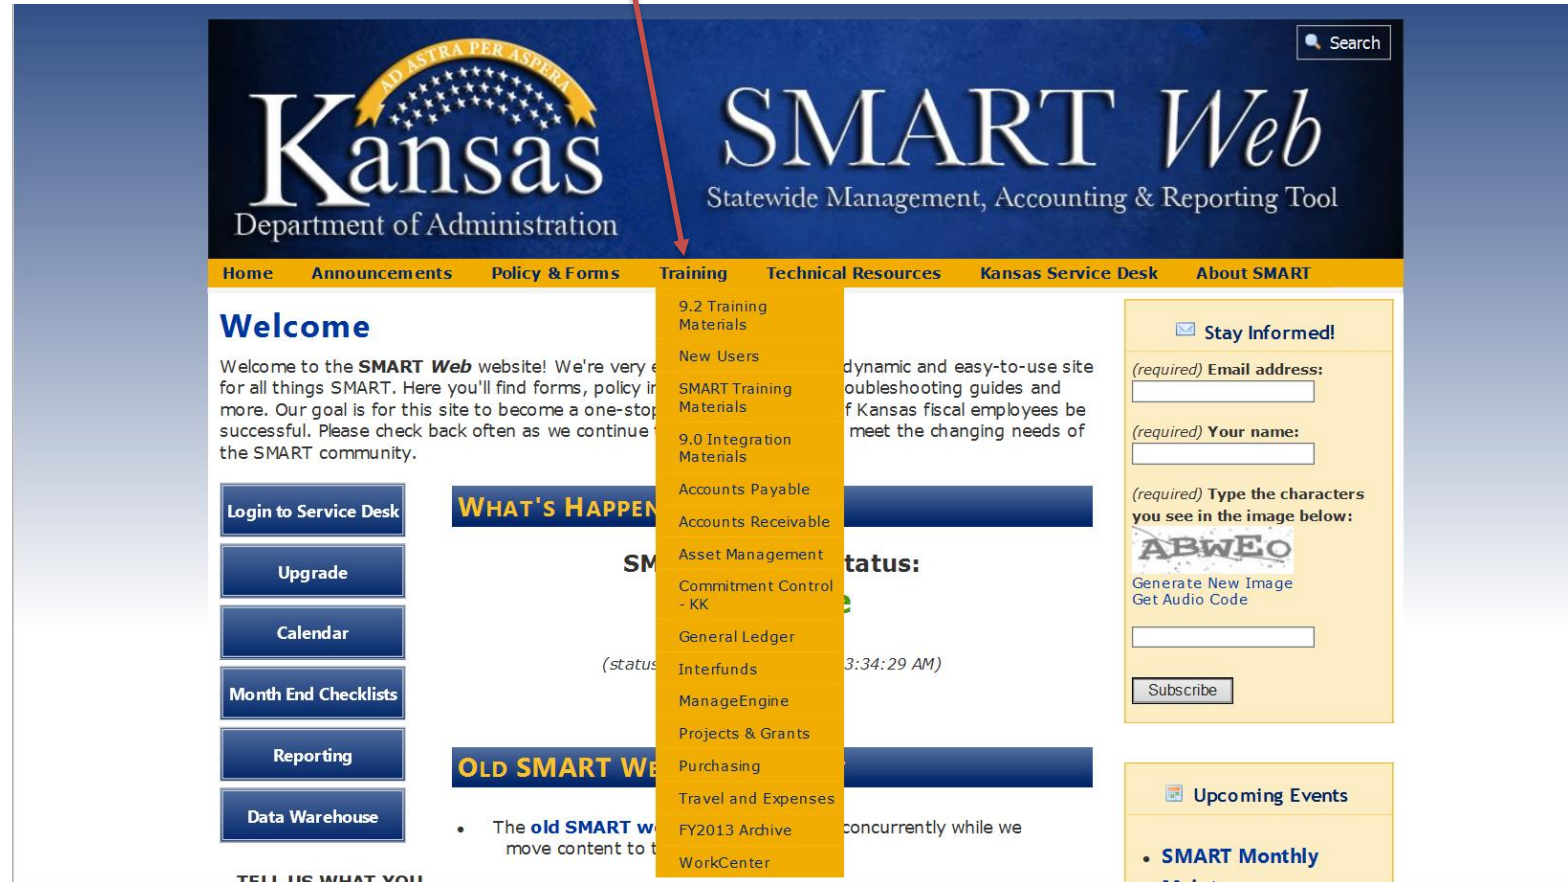 AD ASTRA PER ASPERA
Kansas
Department of Administration
SMART Web
Statewide Management, Accounting & Reporting Tool
Search
Home Announcements Policy & Forms Training Technical Resources Kansas Service Desk About SMART
9.2 Training
Materials
New Users
SMART Training
Materials
9.0 Integration
Materials
Accounts Payable
Accounts Receivable
Asset Management
Commitment Control
- KK
General Ledger
Interfunds
ManageEngine
Projects & Grants
Purchasing
Travel and Expenses
FY2013 Archive
WorkCenter
Welcome
Welcome to the SMART Web website! We're very dynamic and easy-to-use site
for all things SMART. Here you'll find forms, policy guides and
more. Our goal is for this site to become a one-stop Kansas fiscal employees be
successful. Please check back often as we continue meet the changing needs of
the SMART community.
Login to Service Desk
Upgrade
Calendar
Month End Checklists
Reporting
Data Warehouse
WHAT'S
(status 3:34:29 AM)
OLD SMART
The old SMART concurrently while we
move content to
TELL US WHAT YOU
Stay Informed!
(required) Email address:
(required) Your name:
(required) Type the characters
you see in the image below:
ABWEO
Generate New Image
Get Audio Code
Subscribe
Upcoming Events
SMART Monthly